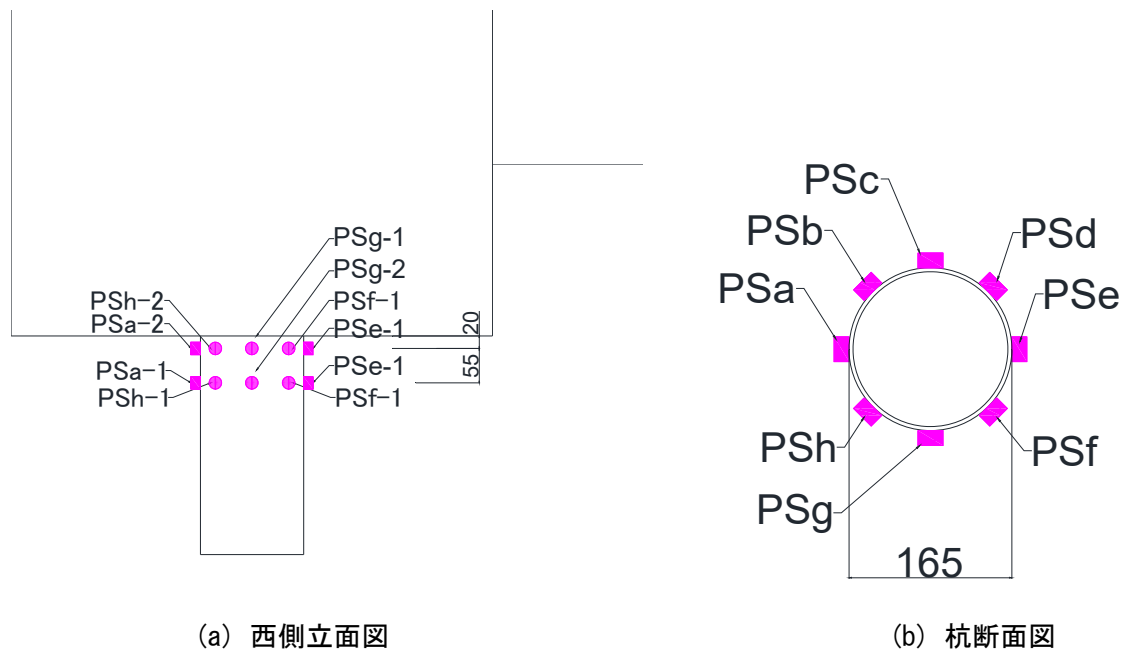 PSg-1
PSg-2
PSh-2
PSf-1
PSa-2
PSe-1
20
PSa-1
PSe-1
55
PSh-1
PSf-1
(a) 西側立面図
PSc
PSb
PSd
PSa
PSe
PSh
PSf
PSg
165
(b) 杭断面図